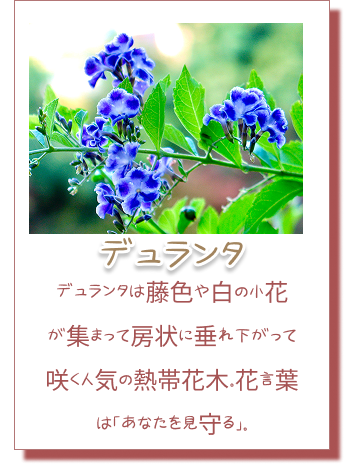 デュランタ
デュランタは藤色や白の小花
が集まって房状に垂れ下がって
咲く人気の熱帯花木。花言葉
は「あなたを見守る」。